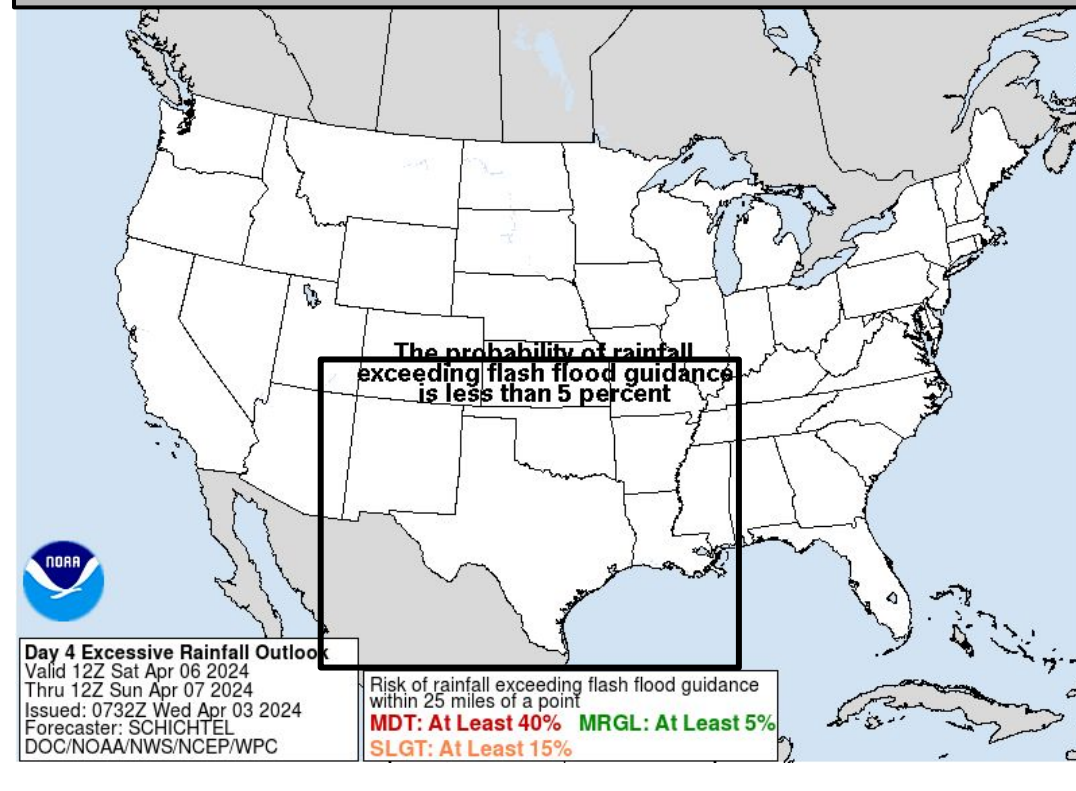 The probability of rainfall
exceeding flash flood guidance
is less than 5 percent
NOAA
Day 4 Excessive Rainfall Outlook
Valid 12Z Sat Apr 06 2024
Thru 12Z Sun Apr 07 2024
Issued: 0732Z Wed Apr 03 2024
Forecaster: SCHICHTEL
DOC/NOAA/NWS/NCEP/WPC
Risk of rainfall exceeding flash flood guidance
within 25 miles of a point
MDT: At Least 40% MRGL: At Least 5%
SLGT: At Least 15%